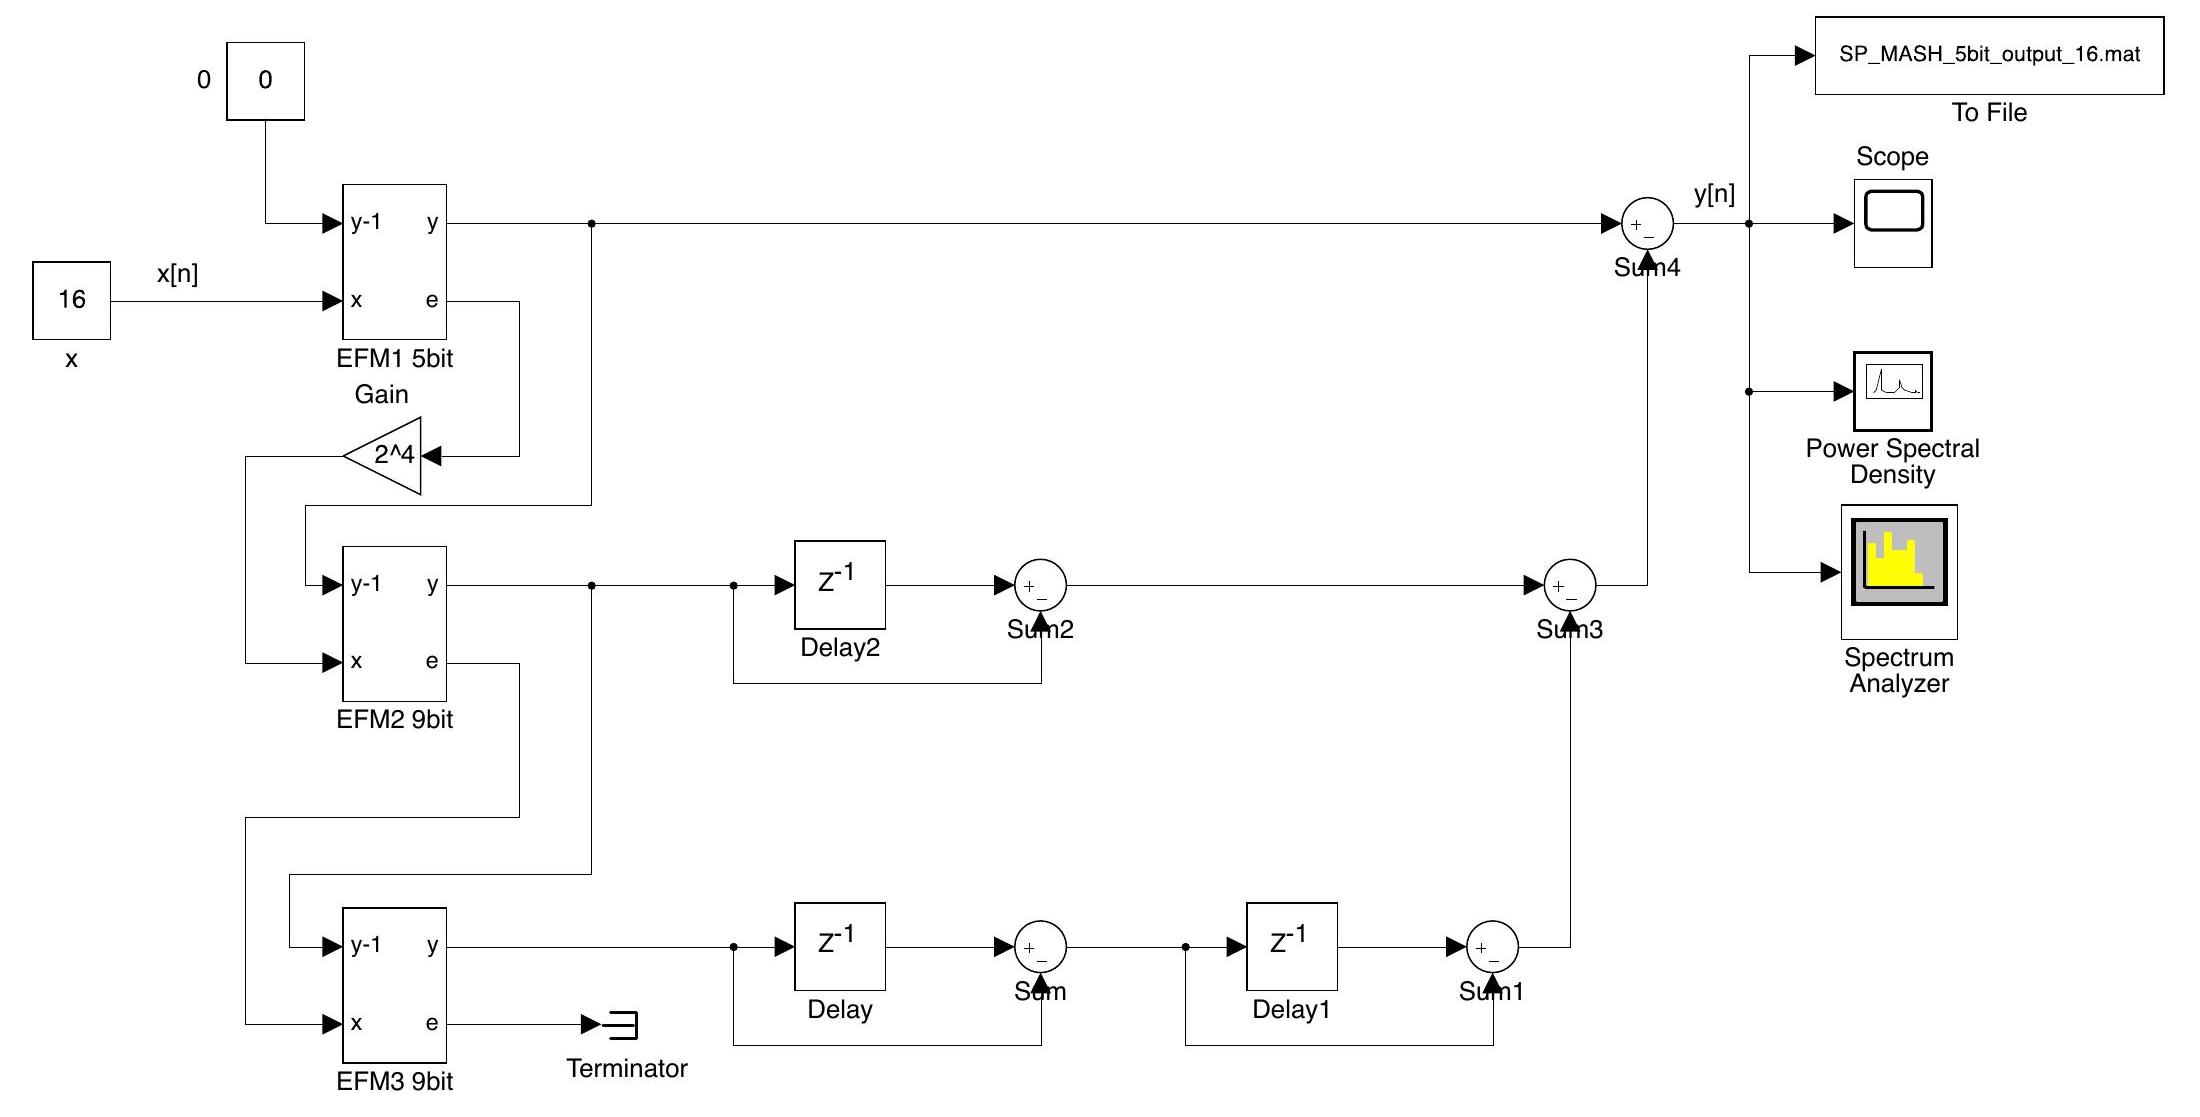 SP_MASH_5bit_output_16.mat
To File
0
0
Scope
y[n]
y-1
y
+
−
Sum4
x[n]
16
x
x
e
EFM1 5bit
Gain
2^4
Power Spectral
Density
y-1
y
Z-1
+
−
Sum2
+
−
Sum3
Delay2
x
e
EFM2 9bit
Spectrum
Analyzer
y-1
y
Z-1
+
−
Sum
Z-1
+
−
Sum1
Delay
Delay1
x
e
EFM3 9bit
Terminator